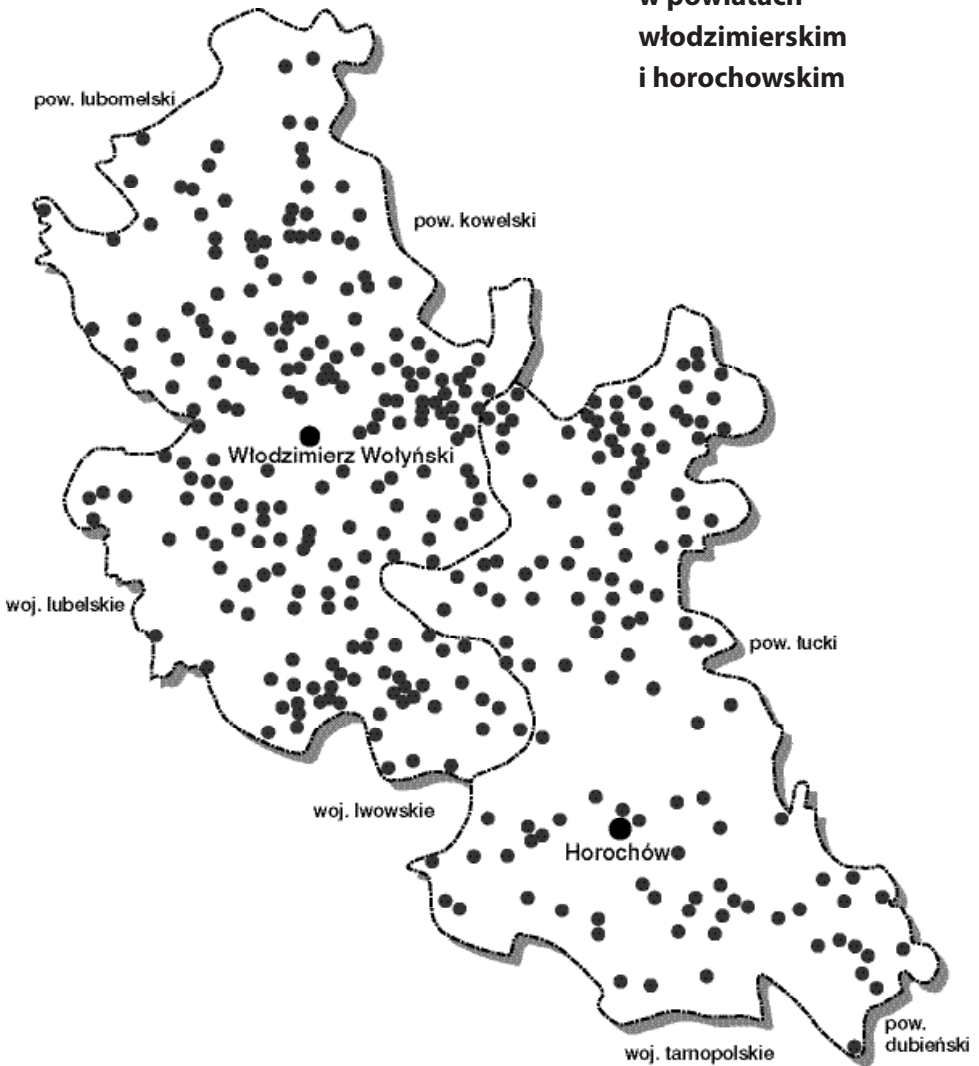 w powiatach
włodzimierskim
i horochowskim
pow. lubomelski
pow. kowelski
Włodzimierz Wołyński
woj. lubelskie
pow. łucki
woj. lwowskie
Horochów
pow.
dubieński
woj. tarnopolskie